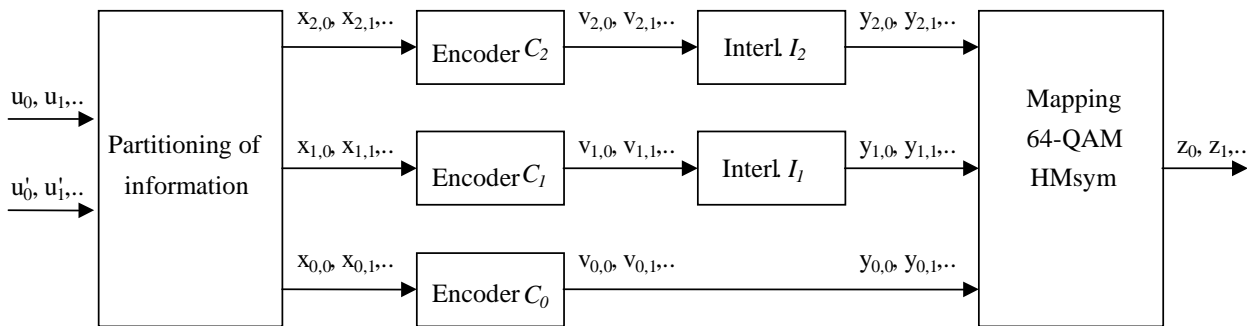 x2,0, x2,1,..
v2,0, v2,1,..
y2,0, y2,1,..
Encoder C2
Interl. I2
u0, u1,..
Partitioning of
information
x1,0, x1,1,..
v1,0, v1,1,..
y1,0, y1,1,..
Encoder C1
Interl. I1
Mapping
64-QAM
HMsym
z0, z1,..
u'0, u'1,..
x0,0, x0,1,..
v0,0, v0,1,..
y0,0, y0,1,..
Encoder C0